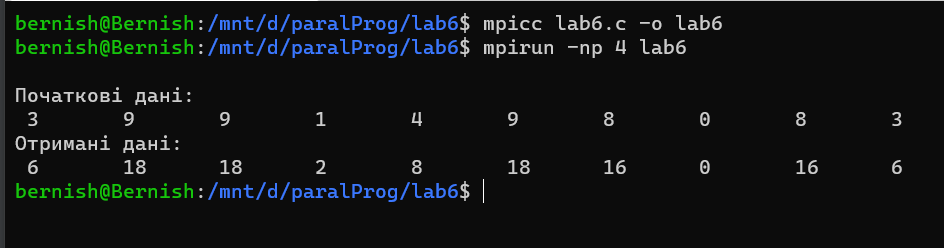 bernish@Bernish:/mnt/d/paralProg/lab6$ mpicc lab6.c -o lab6
bernish@Bernish:/mnt/d/paralProg/lab6$ mpirun -np 4 lab6
Початкові дані:
3 9 9 1 4 9 8 0 8 3
Отримані дані:
6 18 18 2 8 18 16 0 16 6
bernish@Bernish:/mnt/d/paralProg/lab6$